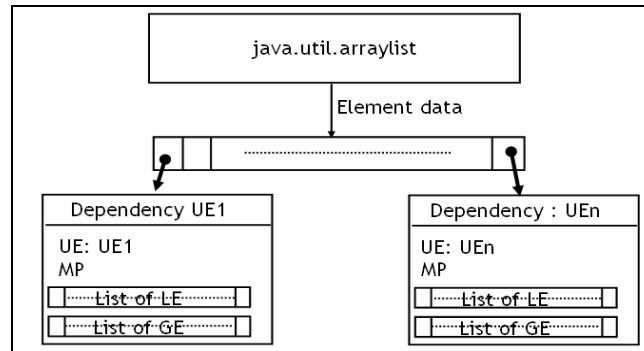 java.util.arraylist
Element data
Dependency UE1
UE: UE1
MP
List of LE
List of GE
Dependency : UEn
UE: UEn
MP
List of LE
List of GE